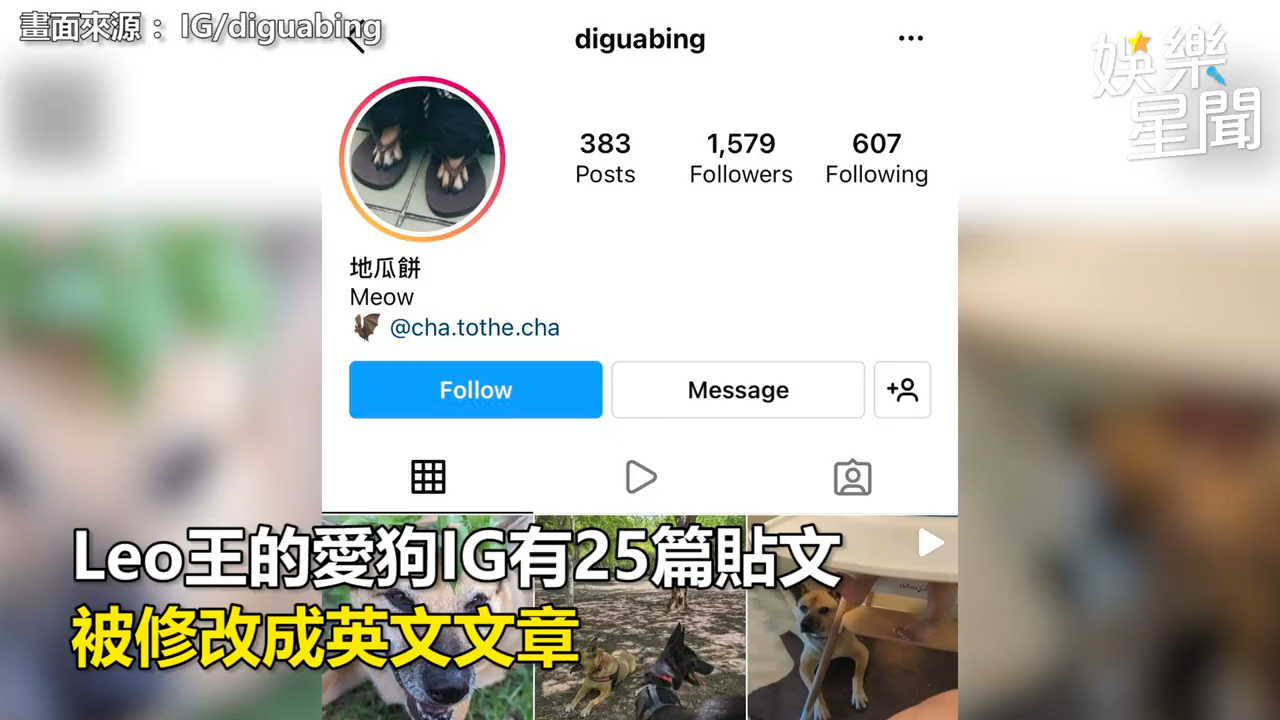 畫面來源： IG/diguabing
diguabing
娛樂
星聞
383
Posts
1,579
Followers
607
Following
地瓜餅
Meow
🦇 @cha.tothe.cha
Follow
Message
Leo王的愛狗IG有25篇貼文
被修改成英文文章